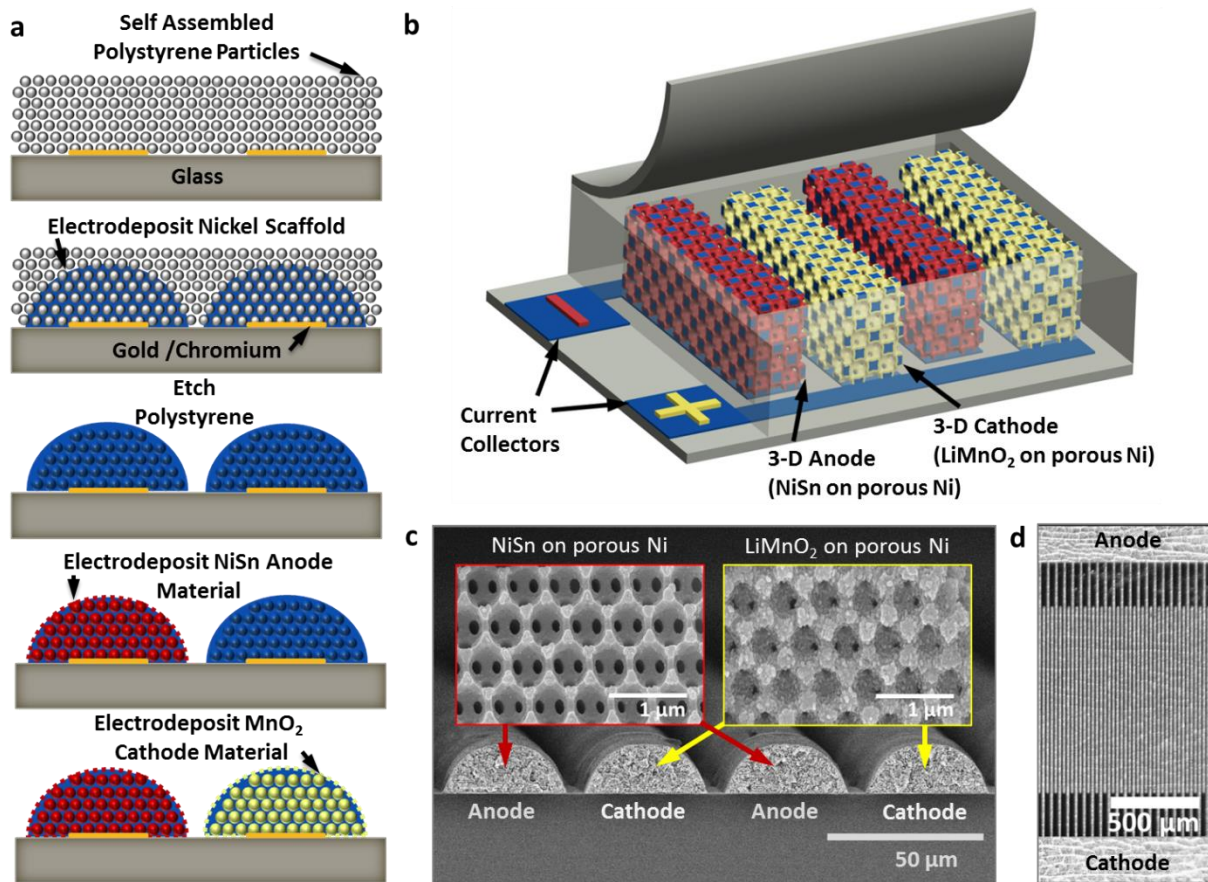 a
Self Assembled
Polystyrene Particles
Glass
Electrodeposit Nickel Scaffold
Gold /Chromium
Etch
Polystyrene
Electrodeposit NiSn Anode
Material
Electrodeposit MnO₂
Cathode Material
b
Current
Collectors
3-D Anode
(NiSn on porous Ni)
3-D Cathode
(LiMnO₂ on porous Ni)
c
NiSn on porous Ni
LiMnO₂ on porous Ni
1 μm
1 μm
Anode
Cathode
Anode
Cathode
50 μm
d
Anode
500 μm
Cathode